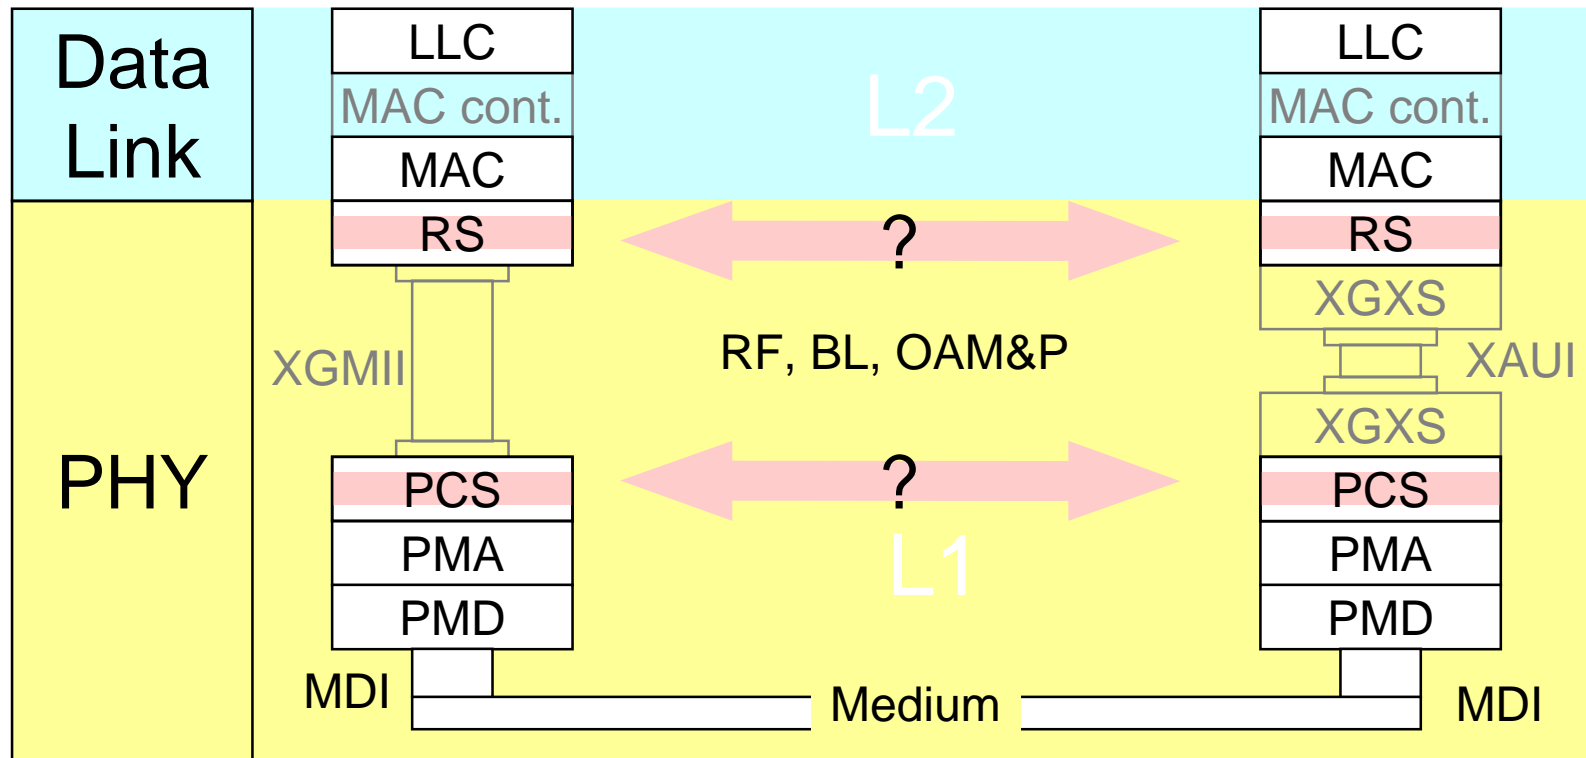 Data
Link
LLC
L2
LLC
MAC cont.
MAC cont.
MAC
MAC
RS
?
RS
XGXS
XGMII
RF, BL, OAM&P
XAUI
XGXS
PHY
PCS
?
PCS
PMA
L1
PMA
PMD
PMD
MDI
Medium
MDI